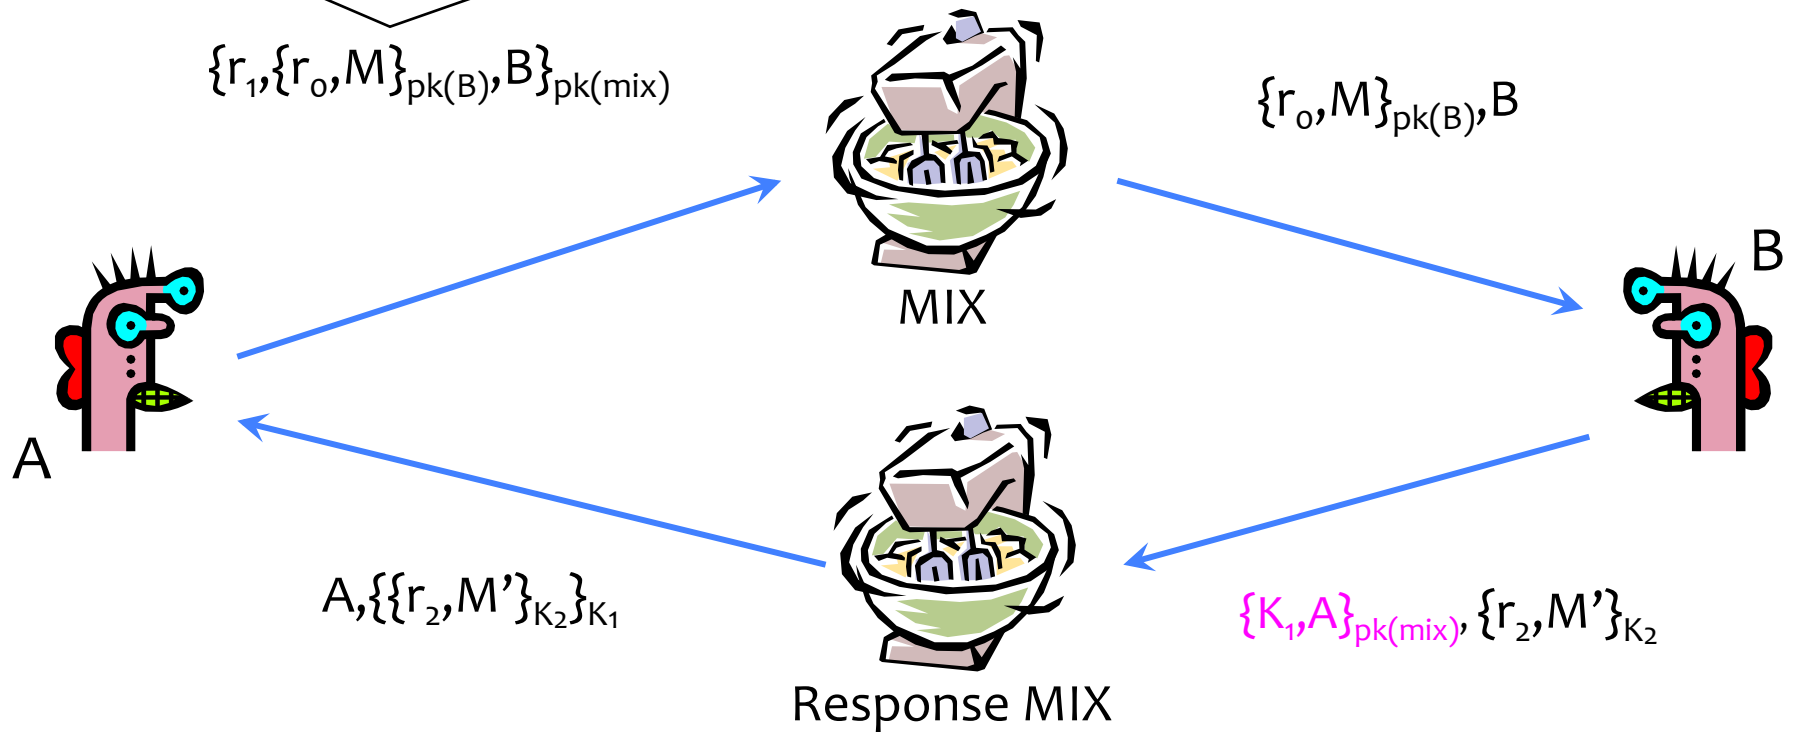 {r₁,{r₀,M}pk(B),B}pk(mix)
{r₀,M}pk(B),B
B
MIX
A
A,{{r₂,M’}K₂}K₁
{K₁,A}pk(mix), {r₂,M’}K₂
Response MIX